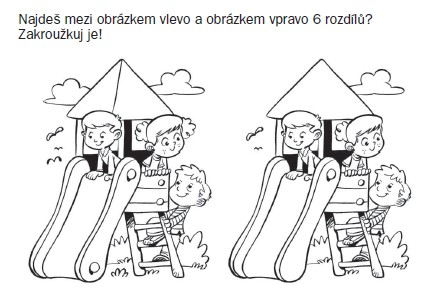 Najdeš mezi obrázkem vlevo a obrázkem vpravo 6 rozdílů?
Zakroužkuj je!